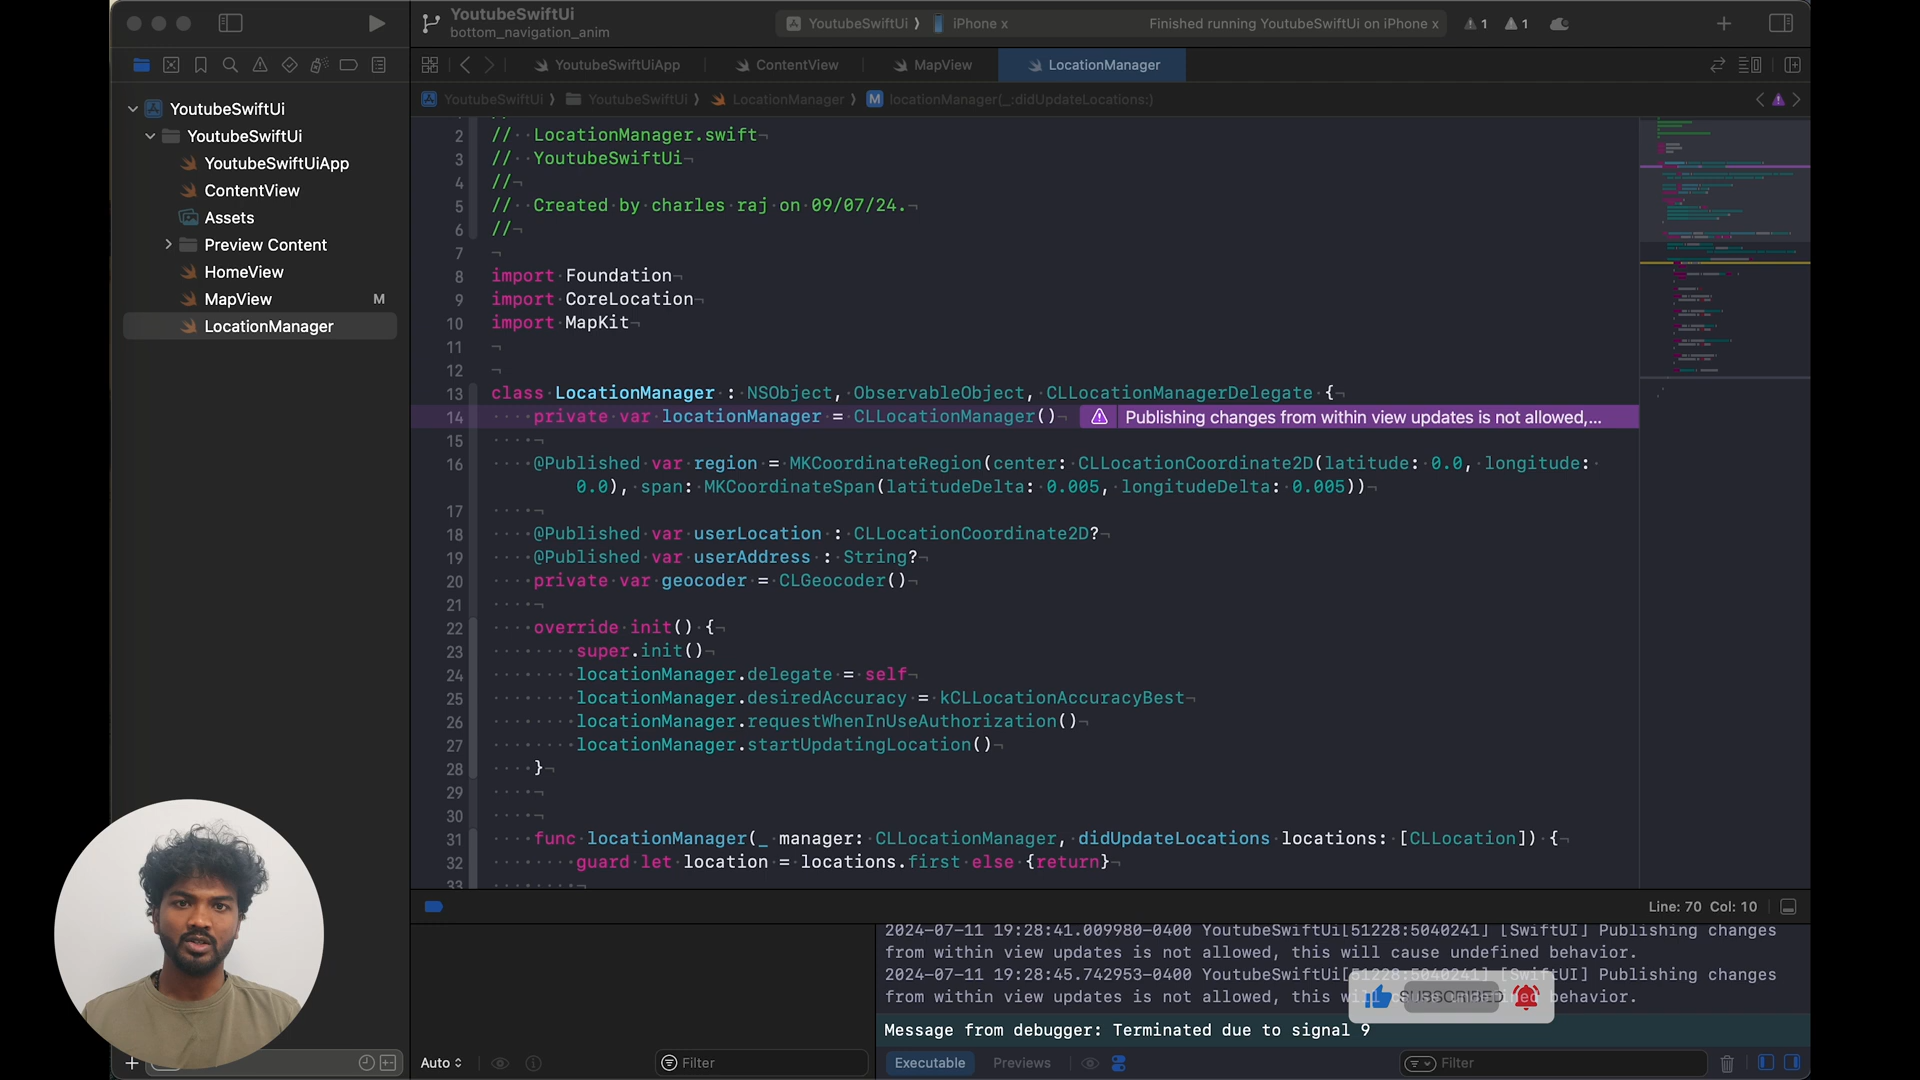 YoutubeSwiftUi
bottom_navigation_anim
YoutubeSwiftUi ⟩ iPhone x
Finished running YoutubeSwiftUi on iPhone x
1
1
YoutubeSwiftUiApp
ContentView
MapView
LocationManager
YoutubeSwiftUi ⟩ YoutubeSwiftUi ⟩ LocationManager ⟩ M locationManager(_:didUpdateLocations:)
YoutubeSwiftUi
YoutubeSwiftUi
YoutubeSwiftUiApp
ContentView
Assets
Preview Content
HomeView
MapView M
LocationManager
2 // LocationManager.swift
3 // YoutubeSwiftUi
4 //
5 // Created by charles raj on 09/07/24.
6 //
7
8 import Foundation
9 import CoreLocation
10 import MapKit
11
12
13 class LocationManager : NSObject, ObservableObject, CLLocationManagerDelegate {
14 private var locationManager = CLLocationManager()
Publishing changes from within view updates is not allowed,...
15
16 @Published var region = MKCoordinateRegion(center: CLLocationCoordinate2D(latitude: 0.0, longitude:
0.0), span: MKCoordinateSpan(latitudeDelta: 0.005, longitudeDelta: 0.005))
17
18 @Published var userLocation : CLLocationCoordinate2D?
19 @Published var userAddress : String?
20 private var geocoder = CLGeocoder()
21
22 override init() {
23 super.init()
24 locationManager.delegate = self
25 locationManager.desiredAccuracy = kCLLocationAccuracyBest
26 locationManager.requestWhenInUseAuthorization()
27 locationManager.startUpdatingLocation()
28 }
29
30
31 func locationManager(_ manager: CLLocationManager, didUpdateLocations locations: [CLLocation]) {
32 guard let location = locations.first else {return}
33
Line: 70 Col: 10
2024-07-11 19:28:41.009980-0400 YoutubeSwiftUi[51228:5040241] [SwiftUI] Publishing changes
from within view updates is not allowed, this will cause undefined behavior.
2024-07-11 19:28:45.742953-0400 YoutubeSwiftUi[51228:5040241] [SwiftUI] Publishing changes
from within view updates is not allowed, this will cause undefined behavior.
SUBSCRIBED
Message from debugger: Terminated due to signal 9
Auto
Filter
Executable
Previews
Filter